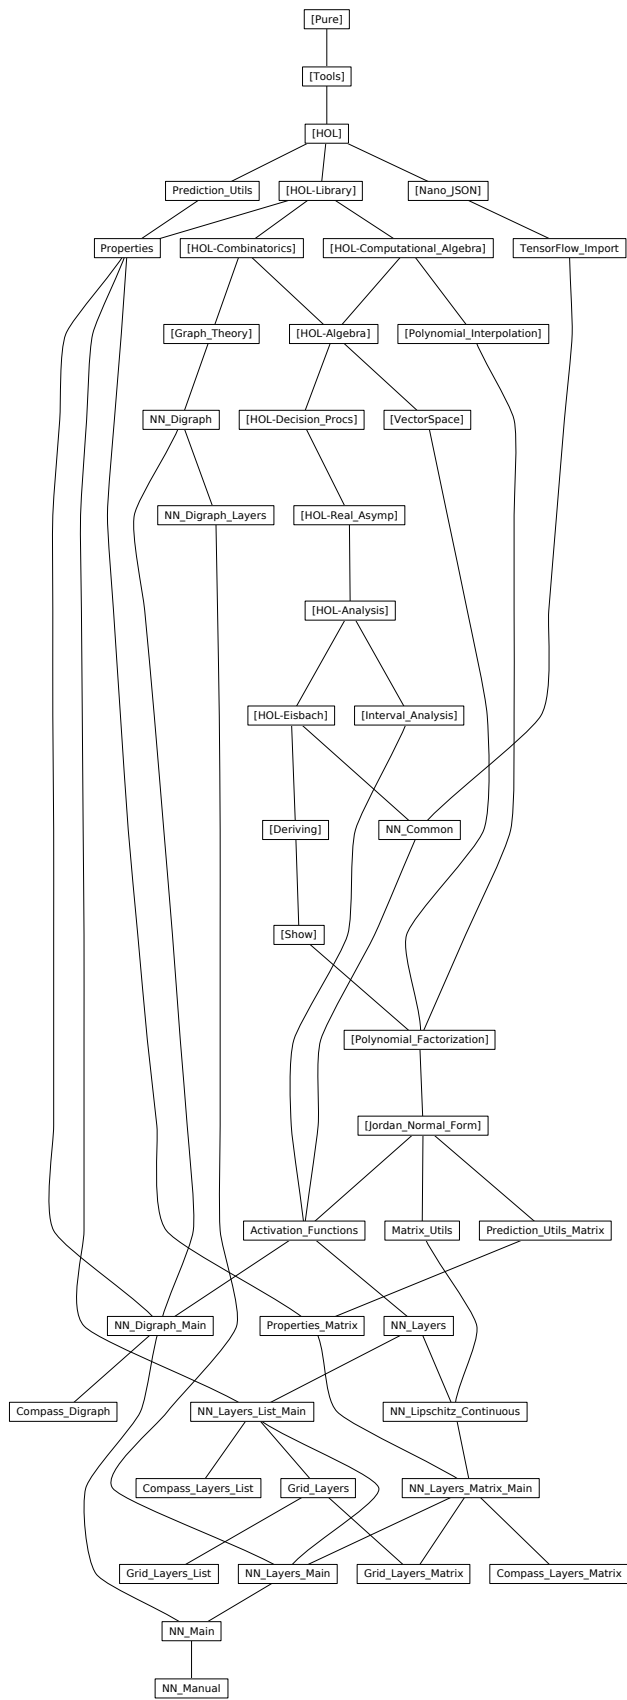 [Pure]
[Tools]
[HOL]
Prediction_Utils
[HOL-Library]
[Nano_JSON]
Properties
[HOL-Combinatorics]
[HOL-Computational_Algebra]
TensorFlow_Import
[Graph_Theory]
[HOL-Algebra]
[Polynomial_Interpolation]
NN_Digraph
[HOL-Decision_Procs]
[VectorSpace]
NN_Digraph_Layers
[HOL-Real_Asymp]
[HOL-Analysis]
[HOL-Eisbach]
[Interval_Analysis]
[Deriving]
NN_Common
[Show]
[Polynomial_Factorization]
[Jordan_Normal_Form]
Activation_Functions
Matrix_Utils
Prediction_Utils_Matrix
NN_Digraph_Main
Properties_Matrix
NN_Layers
Compass_Digraph
NN_Layers_List_Main
NN_Lipschitz_Continuous
Compass_Layers_List
Grid_Layers
NN_Layers_Matrix_Main
Grid_Layers_List
NN_Layers_Main
Grid_Layers_Matrix
Compass_Layers_Matrix
NN_Main
NN_Manual